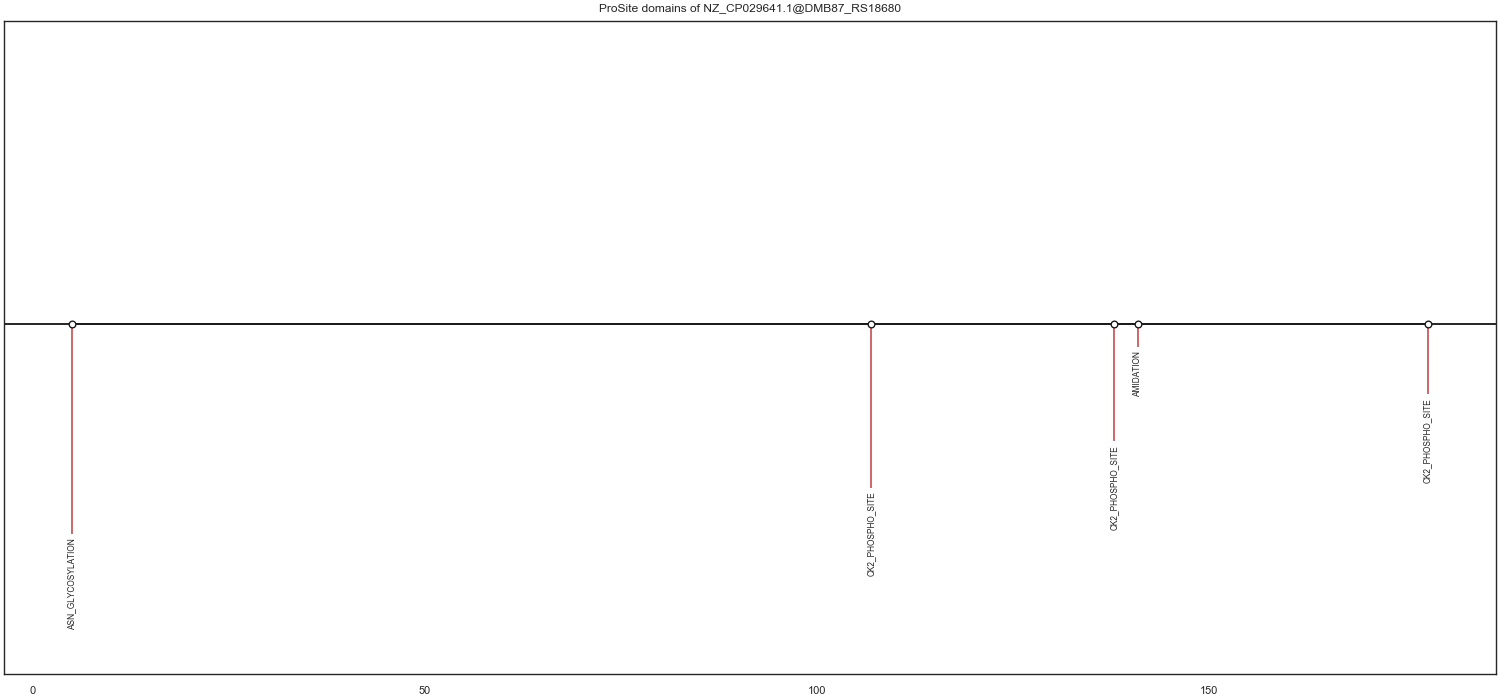 ProSite domains of NZ_CP029641.1@DMB87_RS18680
AMIDATION
CK2_PHOSPHO_SITE
CK2_PHOSPHO_SITE
CK2_PHOSPHO_SITE
ASN_GLYCOSYLATION
0 50 100 150